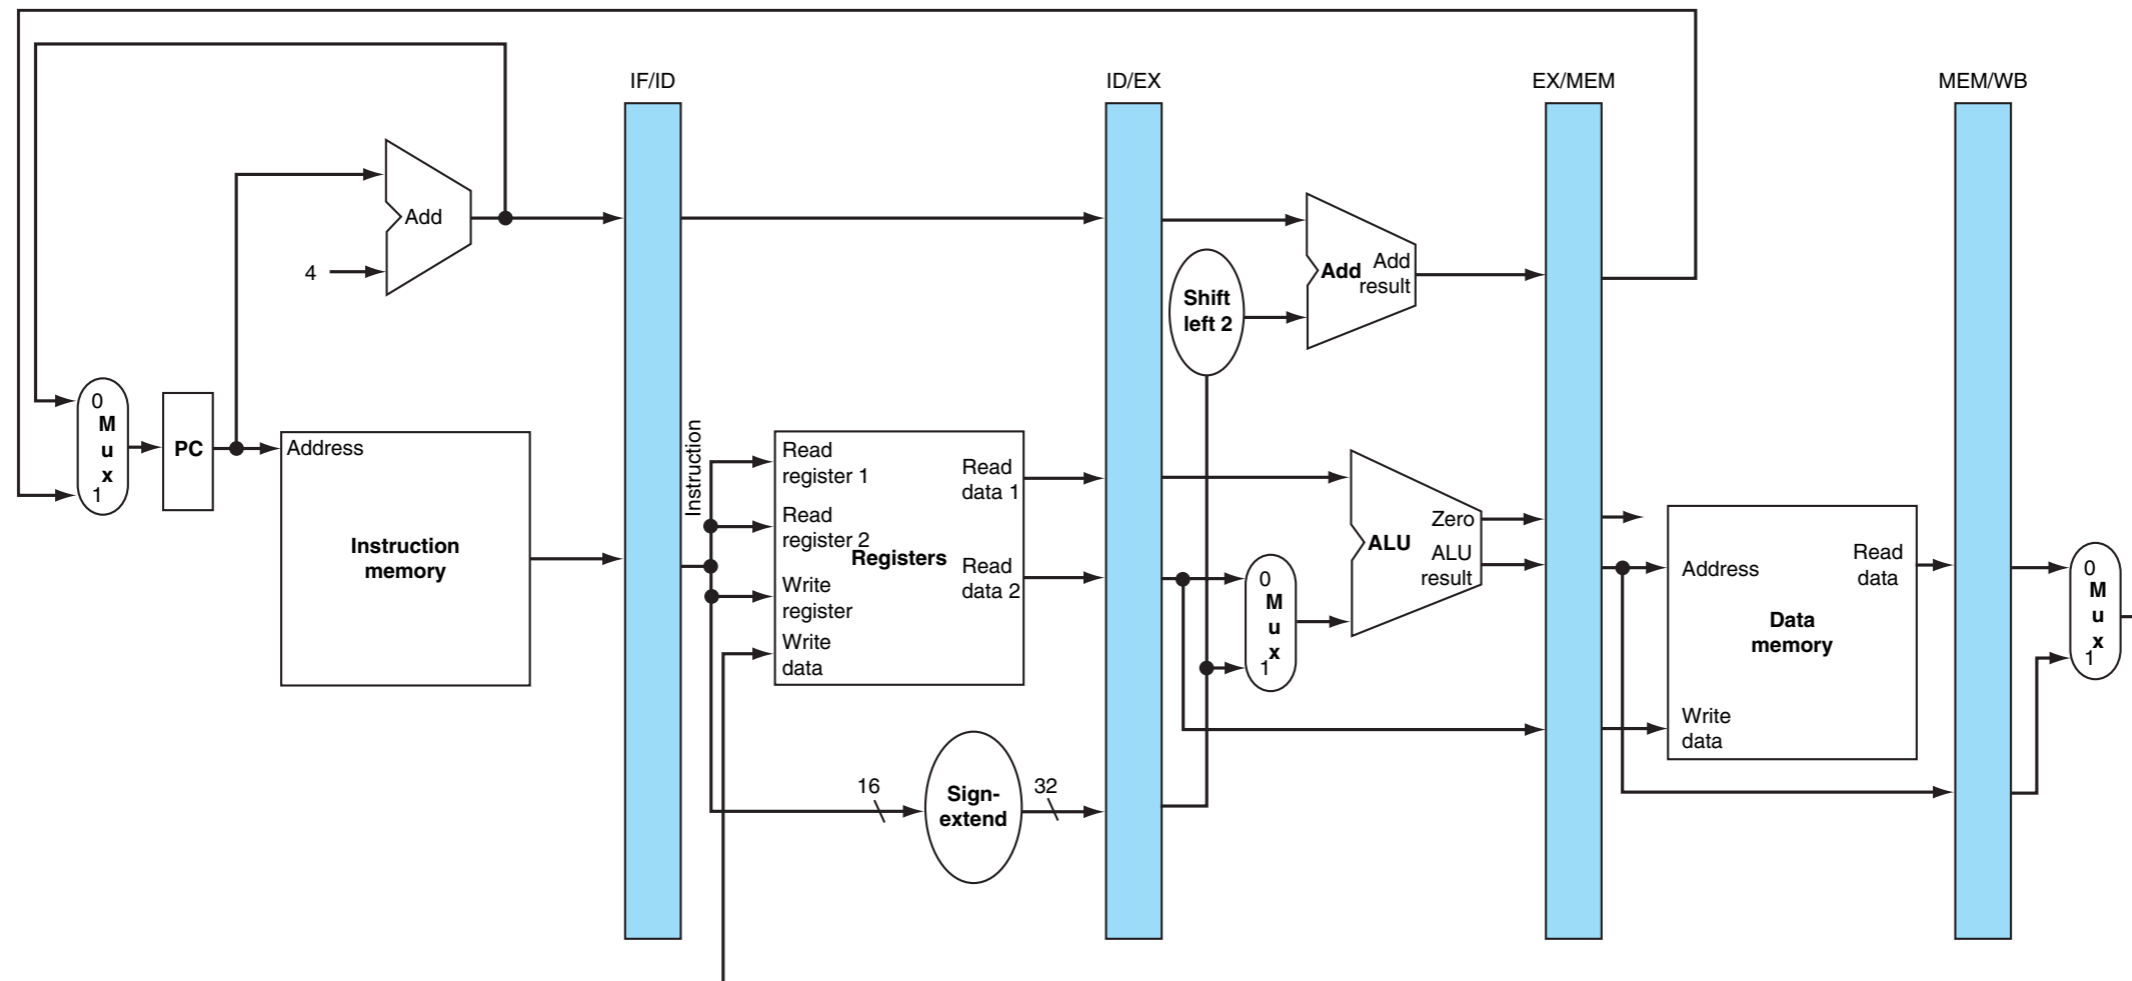 IF/ID
ID/EX
EX/MEM
MEM/WB
Add
4
Add
Add
result
Shift
left 2
0
M
u
x
1
PC
Address
Instruction
memory
Instruction
Read
register 1
Read
register 2
Write
register
Write
data
Registers
Read
data 1
Read
data 2
16
Sign-
extend
32
0
M
u
x
1
ALU
Zero
ALU
result
Address
Read
data
Data
memory
Write
data
0
M
u
x
1